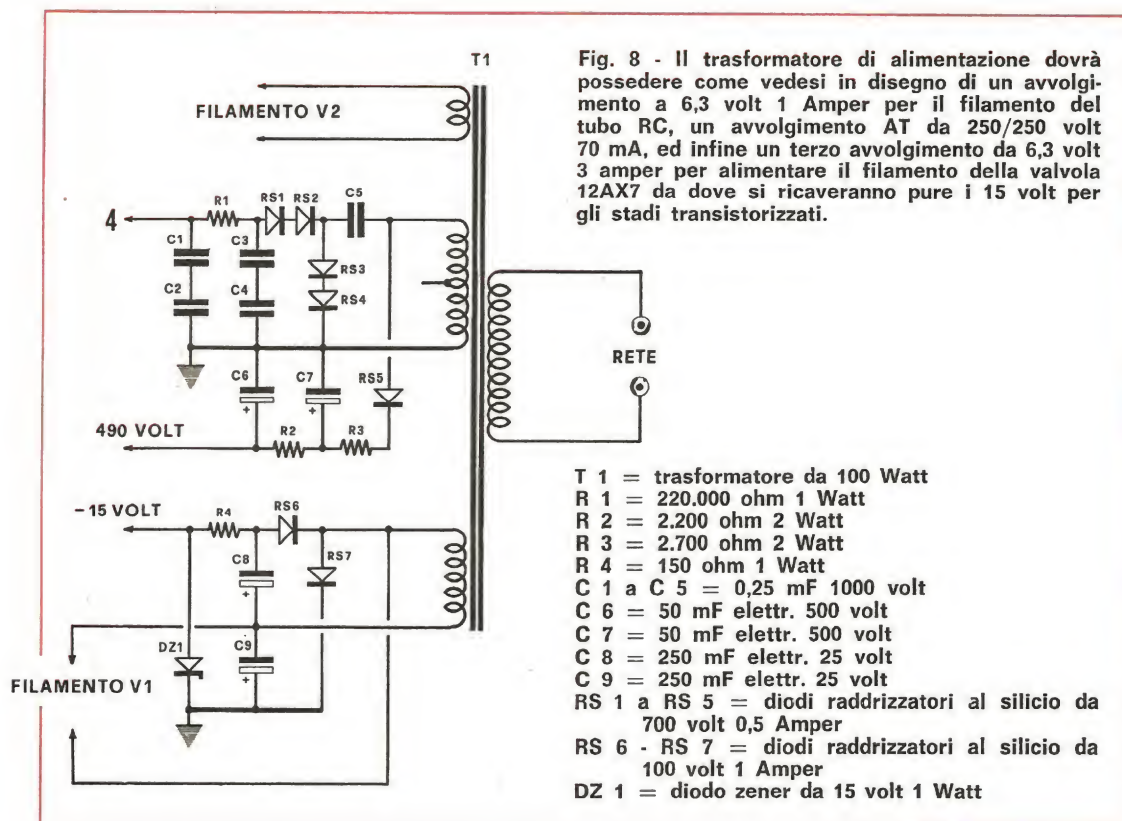 T1
Fig. 8 - Il trasformatore di alimentazione dovrà
possedere come vedesi in disegno di un avvolgi-
mento a 6,3 volt 1 Amper per il filamento del
tubo RC, un avvolgimento AT da 250/250 volt
70 mA, ed infine un terzo avvolgimento da 6,3 volt
3 amper per alimentare il filamento della valvola
12AX7 da dove si ricaveranno pure i 15 volt per
gli stadi transistorizzati.
FILAMENTO V2
4
R1
RS1
RS2
C5
C1
C3
RS3
C2
C4
RS4
RETE
C6
C7
RS5
+
+
490 VOLT
R2
R3
-15 VOLT
R4
RS6
C8
RS7
+
DZ1
C9
+
FILAMENTO V1
T 1 = trasformatore da 100 Watt
R 1 = 220.000 ohm 1 Watt
R 2 = 2.200 ohm 2 Watt
R 3 = 2.700 ohm 2 Watt
R 4 = 150 ohm 1 Watt
C 1 a C 5 = 0,25 mF 1000 volt
C 6 = 50 mF elettr. 500 volt
C 7 = 50 mF elettr. 500 volt
C 8 = 250 mF elettr. 25 volt
C 9 = 250 mF elettr. 25 volt
RS 1 a RS 5 = diodi raddrizzatori al silicio da
700 volt 0,5 Amper
RS 6 - RS 7 = diodi raddrizzatori al silicio da
100 volt 1 Amper
DZ 1 = diodo zener da 15 volt 1 Watt